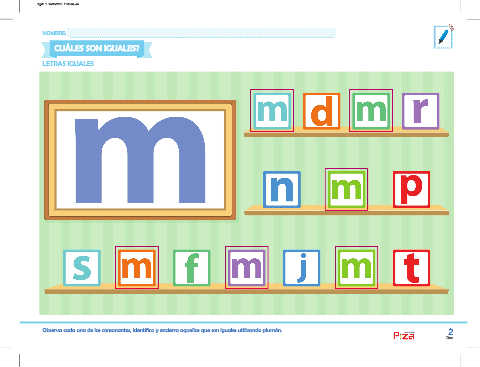 NOMBRE:
¿CUÁLES SON IGUALES?
LETRAS IGUALES
m
m d m r
n m p
s m f m j m t
Observa cada una de las consonantes, identifica y encierra aquellas que son iguales utilizando plumón.
2